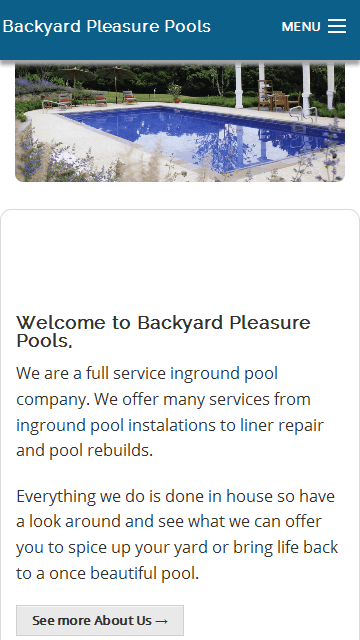 Backyard Pleasure Pools
MENU
Welcome to Backyard Pleasure
Pools,
We are a full service inground pool
company. We offer many services from
inground pool instalations to liner repair
and pool rebuilds.
Everything we do is done in house so have
a look around and see what we can offer
you to spice up your yard or bring life back
to a once beautiful pool.
See more About Us →